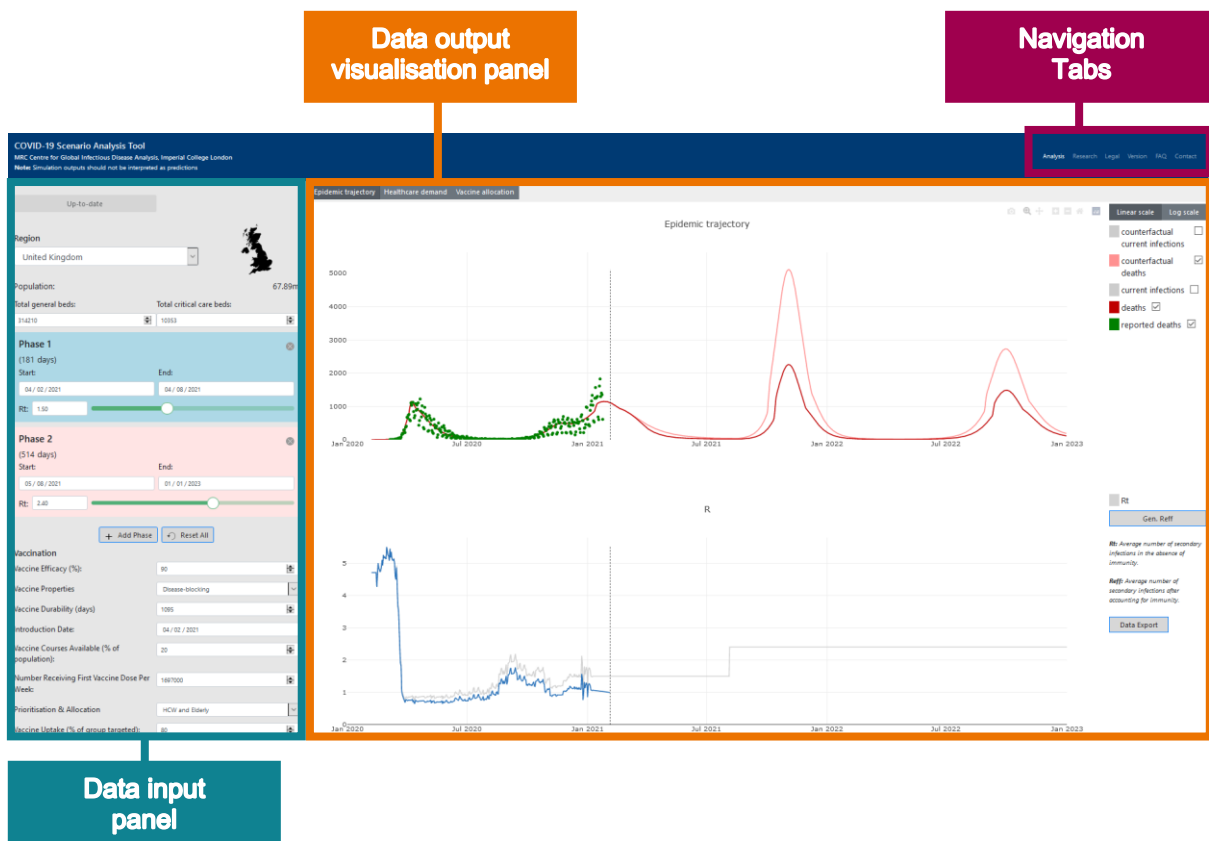 Data output
visualisation panel
Navigation
Tabs
COVID-19 Scenario Analysis Tool
MRC Centre for Global Infectious Disease Analysis, Imperial College London
Note: Simulation outputs should not be interpreted as predictions
Analysis Research Legal Version FAQ Contact
Up-to-date
Region
United Kingdom
Population: 67.89m
Total general beds: Total critical care beds:
314210 10353
Phase 1
(181 days)
Start: End:
04 / 02 / 2021 04 / 08 / 2021
Rt: 1.50
Phase 2
(514 days)
Start: End:
05 / 08 / 2021 01 / 01 / 2023
Rt: 2.40
+ Add Phase Reset All
Vaccination
Vaccine Efficacy (%): 90
Vaccine Properties Disease-blocking
Vaccine Durability (days) 1095
Introduction Date: 04 / 02 / 2021
Vaccine Courses Available (% of
population): 20
Number Receiving First Vaccine Dose Per
Week: 1697000
Prioritisation & Allocation HCW and Elderly
Vaccine Uptake (% of group targeted): 80
Epidemic trajectory Healthcare demand Vaccine allocation
Epidemic trajectory
5000
4000
3000
2000
1000
0
Jan 2020 Jul 2020 Jan 2021 Jul 2021 Jan 2022 Jul 2022 Jan 2023
Linear scale Log scale
counterfactual
current infections
counterfactual
deaths
current infections
deaths
reported deaths
R
5
4
3
2
1
0
Jan 2020 Jul 2020 Jan 2021 Jul 2021 Jan 2022 Jul 2022 Jan 2023
Rt
Gen. Reff
Rt: Average number of secondary
infections in the absence of
immunity.
Reff: Average number of
secondary infections after
accounting for immunity.
Data Export
Data input
panel